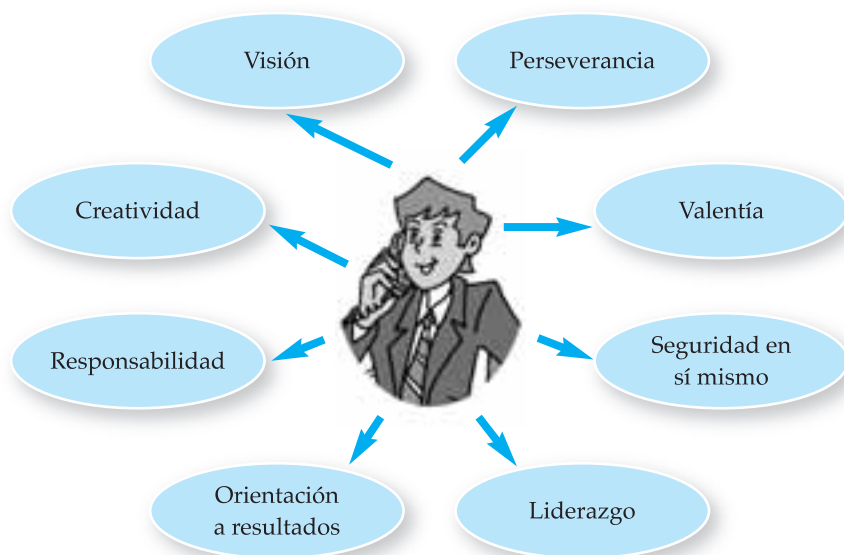 Visión
Perseverancia
Creatividad
Valentía
Responsabilidad
Seguridad en
sí mismo
Orientación
a resultados
Liderazgo